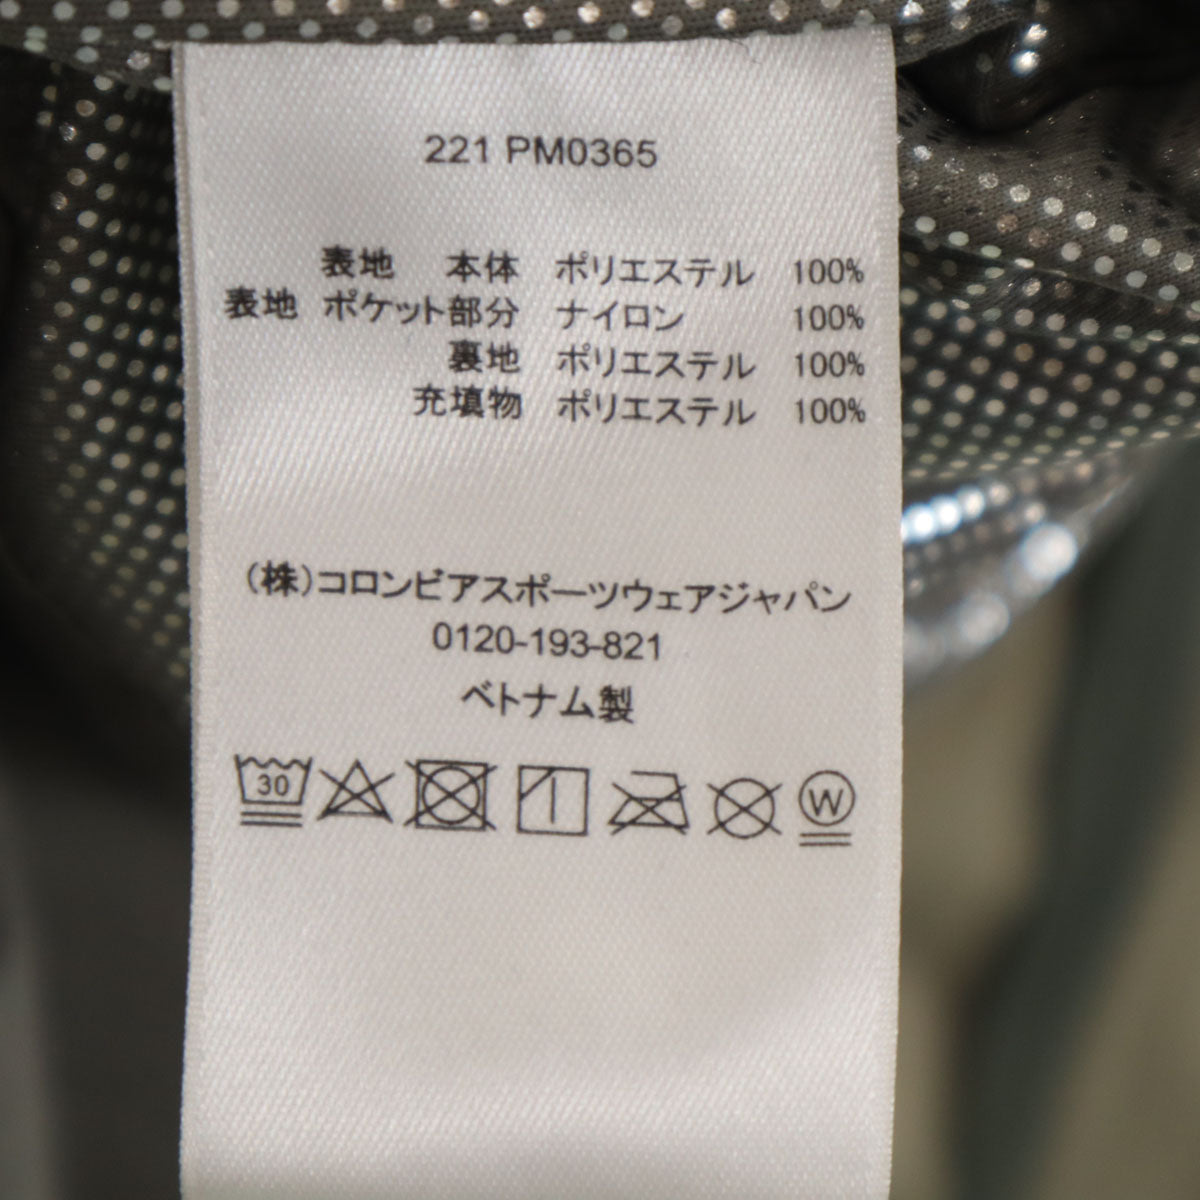 221 PM0365
表地 本体 ポリエステル 100%
表地 ポケット部分 ナイロン 100%
裏地 ポリエステル 100%
充填物 ポリエステル 100%
(株)コロンビアスポーツウェアジャパン
0120-193-821
ベトナム製
30 W